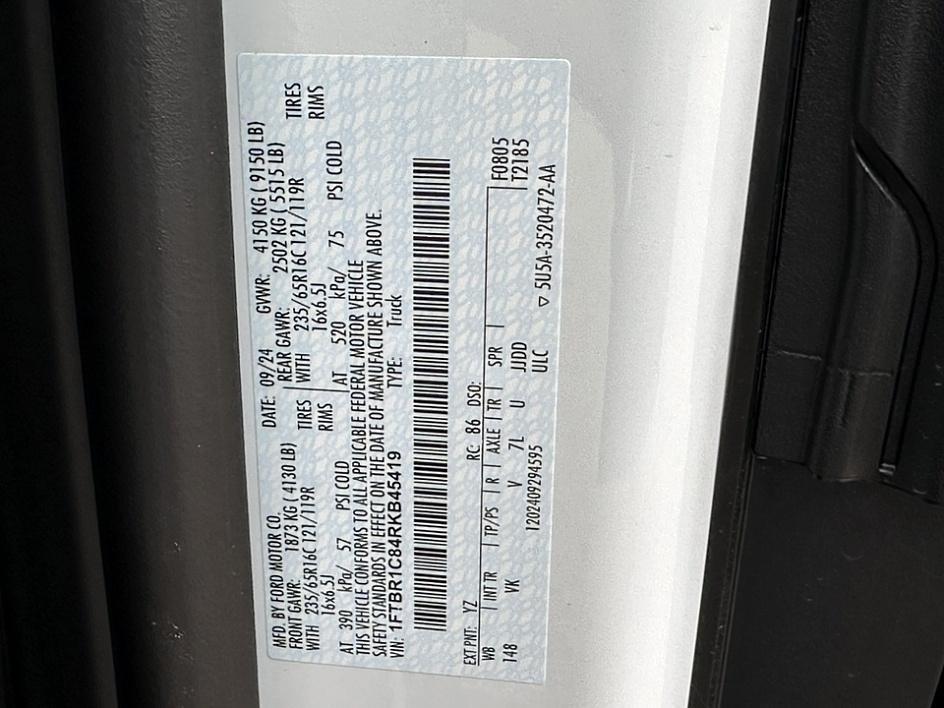 MFD. BY FORD MOTOR CO. DATE: 09/24 GVWR: 4150 KG ( 9150 LB)
FRONT GAWR: 1873 KG ( 4130 LB) REAR GAWR: 2502 KG ( 5515 LB)
WITH 235/65R16C 121/119R TIRES WITH 235/65R16C 121/119R TIRES
16x6.5J RIMS 16x6.5J RIMS
AT 390 kPa/ 57 PSI COLD AT 520 kPa/ 75 PSI COLD
THIS VEHICLE CONFORMS TO ALL APPLICABLE FEDERAL MOTOR VEHICLE
SAFETY STANDARDS IN EFFECT ON THE DATE OF MANUFACTURE SHOWN ABOVE.
VIN: 1FTBR1C84RKB45419 TYPE: Truck
EXT PNT: YZ RC: 86 DSO:
WB INT TR TP/PS R AXLE TR SPR F0805
148 VK V 7L U JJDD T2185
120240929T4595 ULC
▽ 5U5A-3520472-AA